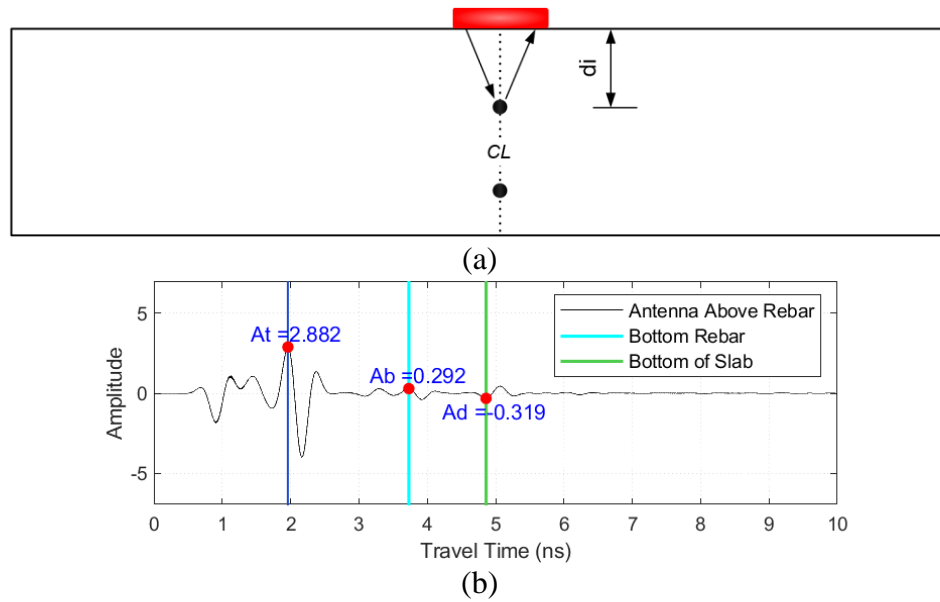 di
CL
(a)
Amplitude
5
0
-5
At =2.882
Ab =0.292
Ad =-0.319
Antenna Above Rebar
Bottom Rebar
Bottom of Slab
0 1 2 3 4 5 6 7 8 9 10
Travel Time (ns)
(b)